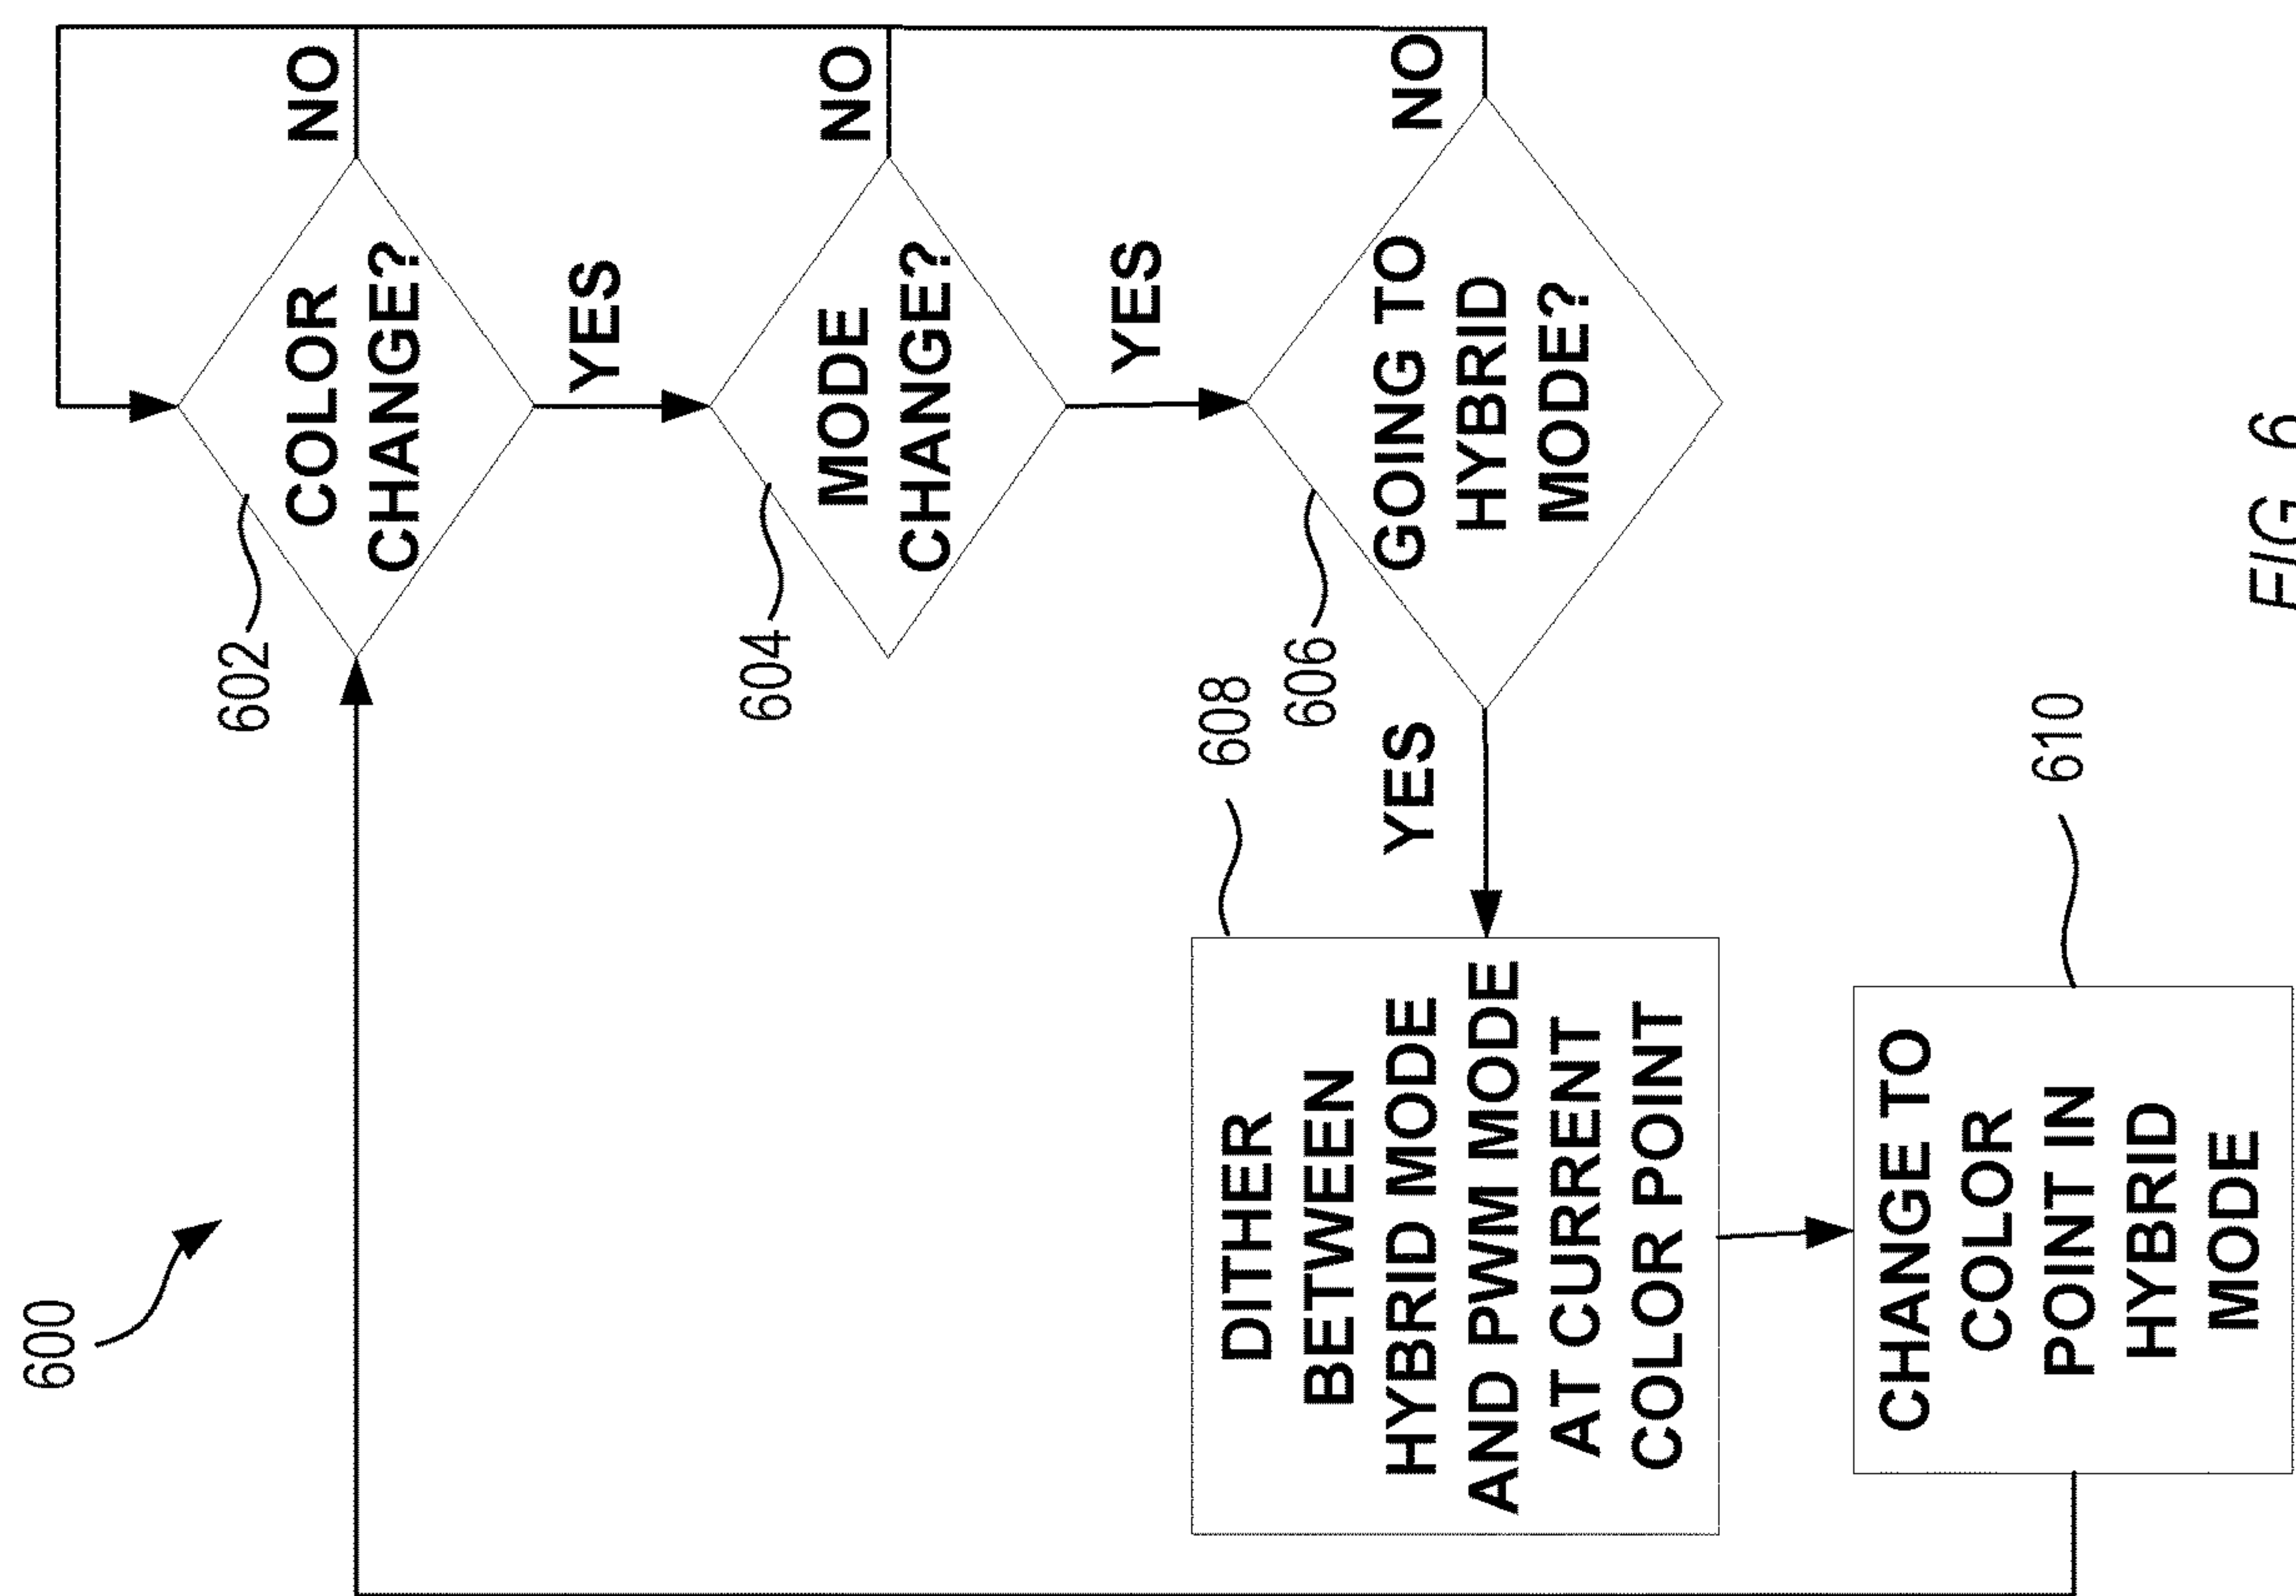 600
602
COLOR
CHANGE?
NO
YES
604
MODE
CHANGE?
NO
YES
606
GOING TO
HYBRID
MODE?
NO
YES
608
DITHER
BETWEEN
HYBRID MODE
AND PWM MODE
AT CURRENT
COLOR POINT
610
CHANGE TO
COLOR
POINT IN
HYBRID
MODE
FIG 6